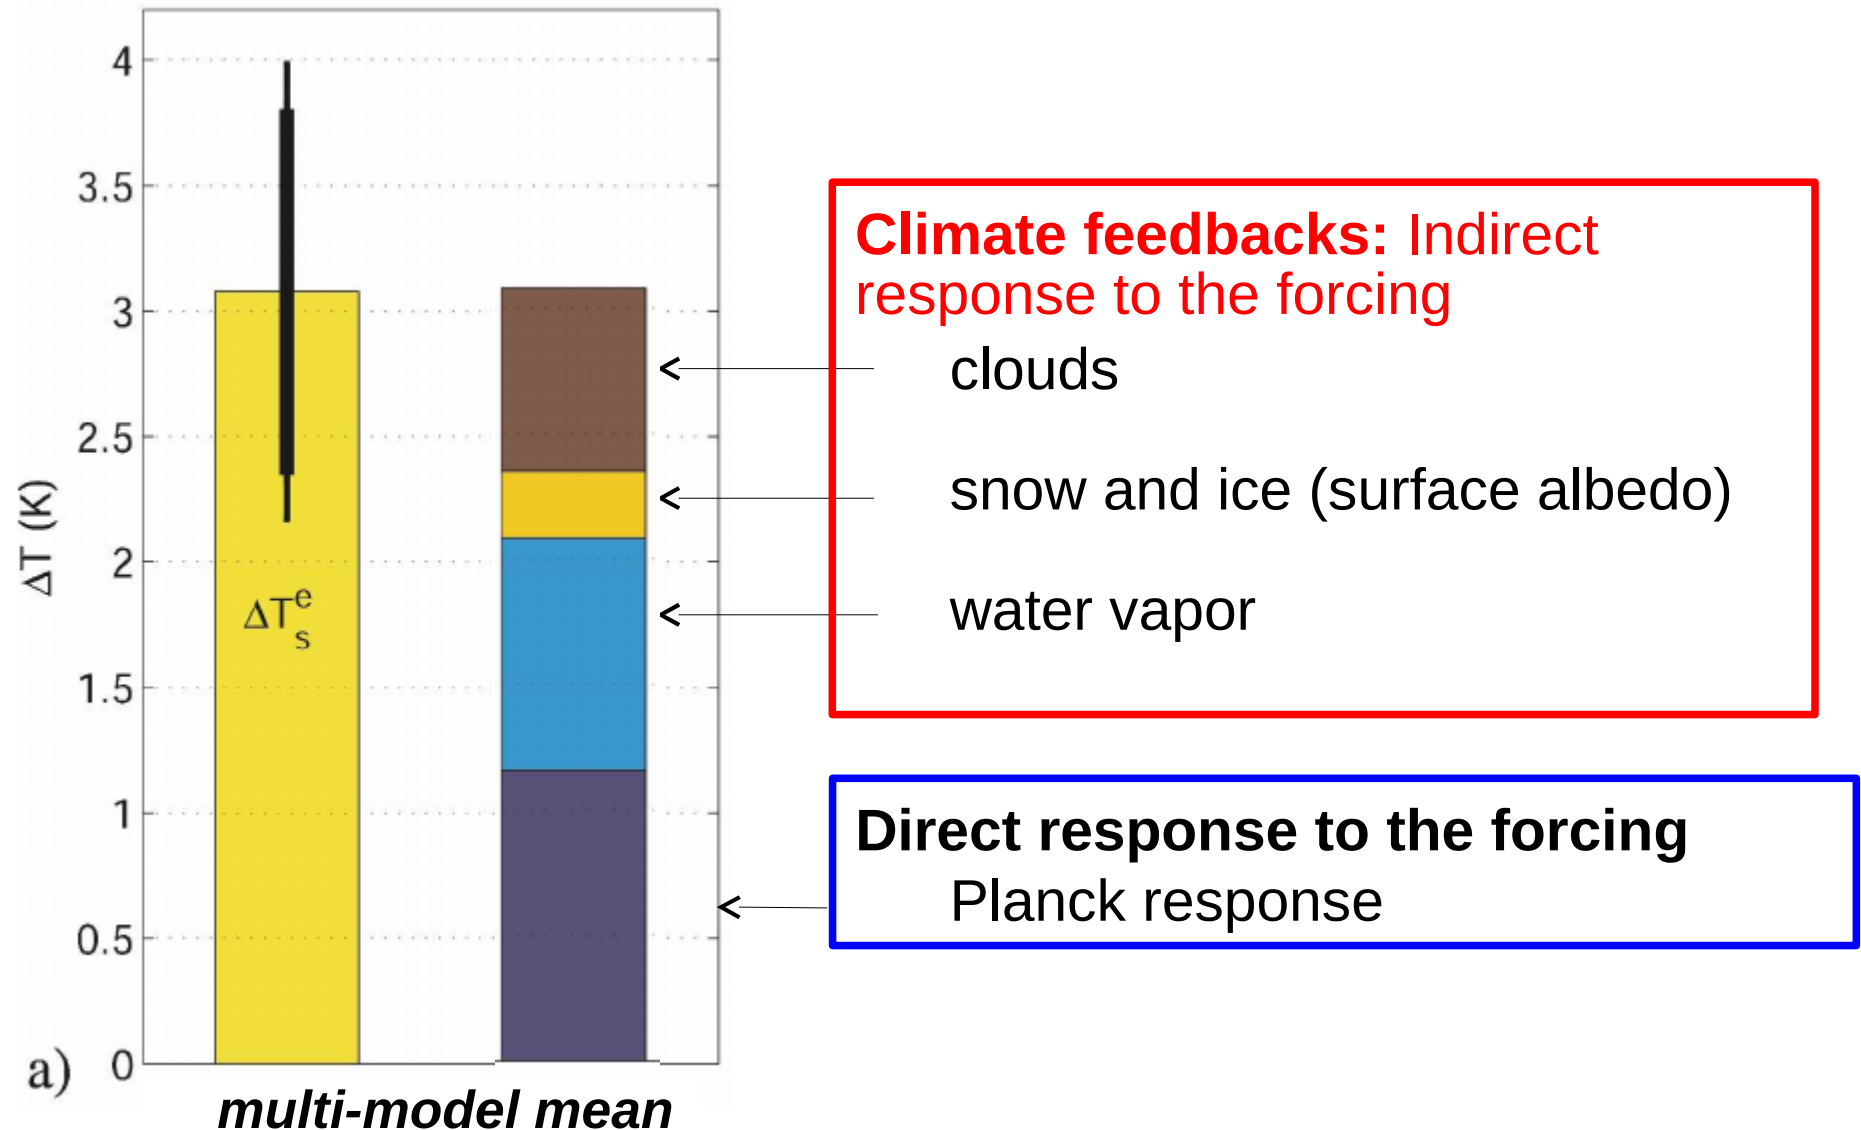 4
3.5
3
2.5
2
1.5
1
0.5
0
ΔT (K)
ΔT_s^e
a)
multi-model mean
Climate feedbacks: Indirect
response to the forcing
clouds
snow and ice (surface albedo)
water vapor
Direct response to the forcing
Planck response